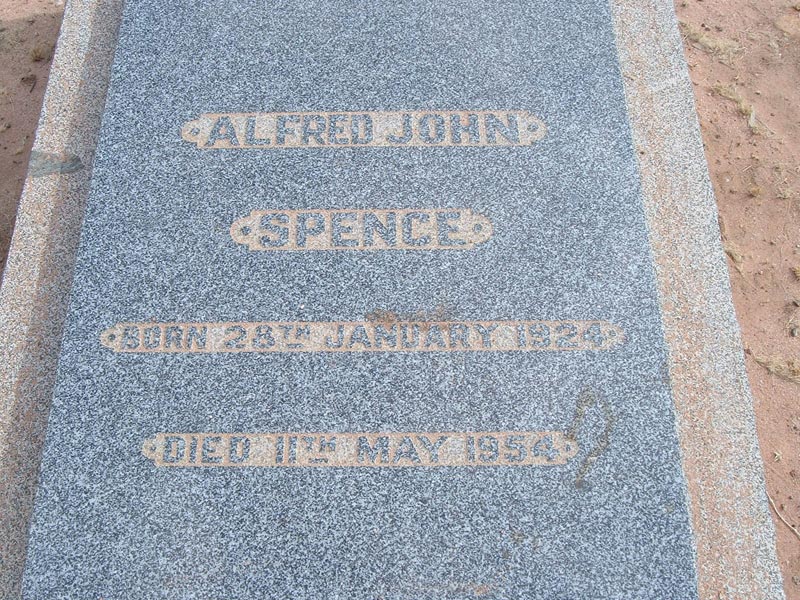 ALFRED JOHN
SPENCE
BORN 28TH JANUARY 1924
DIED 11TH MAY 1954